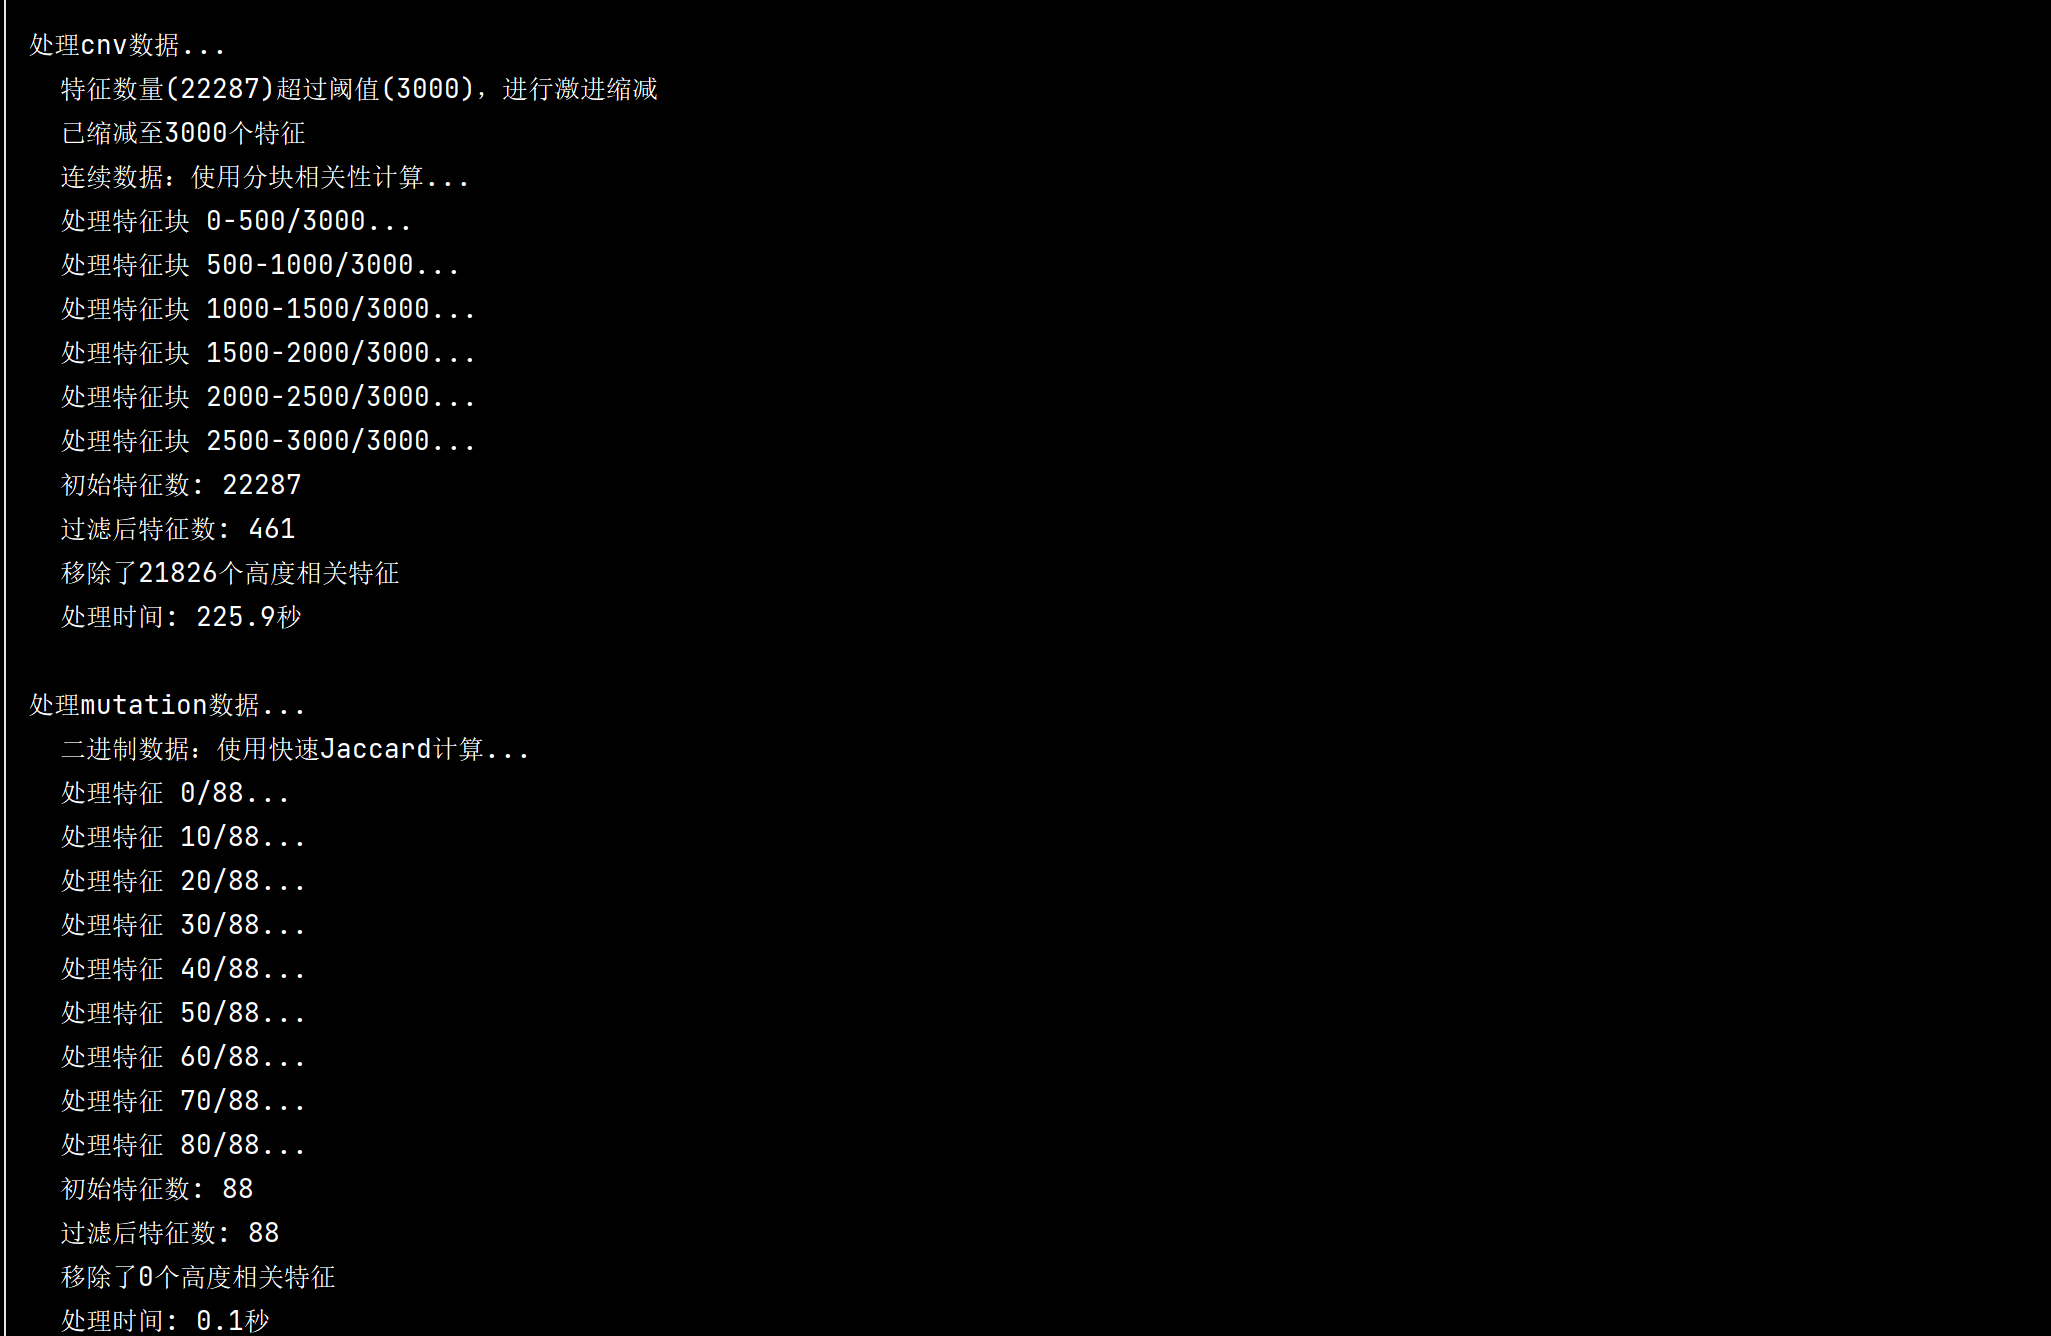 处理cnv数据...
特征数量(22287)超过阈值(3000)，进行激进缩减
已缩减至3000个特征
连续数据：使用分块相关性计算...
处理特征块 0-500/3000...
处理特征块 500-1000/3000...
处理特征块 1000-1500/3000...
处理特征块 1500-2000/3000...
处理特征块 2000-2500/3000...
处理特征块 2500-3000/3000...
初始特征数: 22287
过滤后特征数: 461
移除了21826个高度相关特征
处理时间: 225.9秒
处理mutation数据...
二进制数据：使用快速Jaccard计算...
处理特征 0/88...
处理特征 10/88...
处理特征 20/88...
处理特征 30/88...
处理特征 40/88...
处理特征 50/88...
处理特征 60/88...
处理特征 70/88...
处理特征 80/88...
初始特征数: 88
过滤后特征数: 88
移除了0个高度相关特征
处理时间: 0.1秒